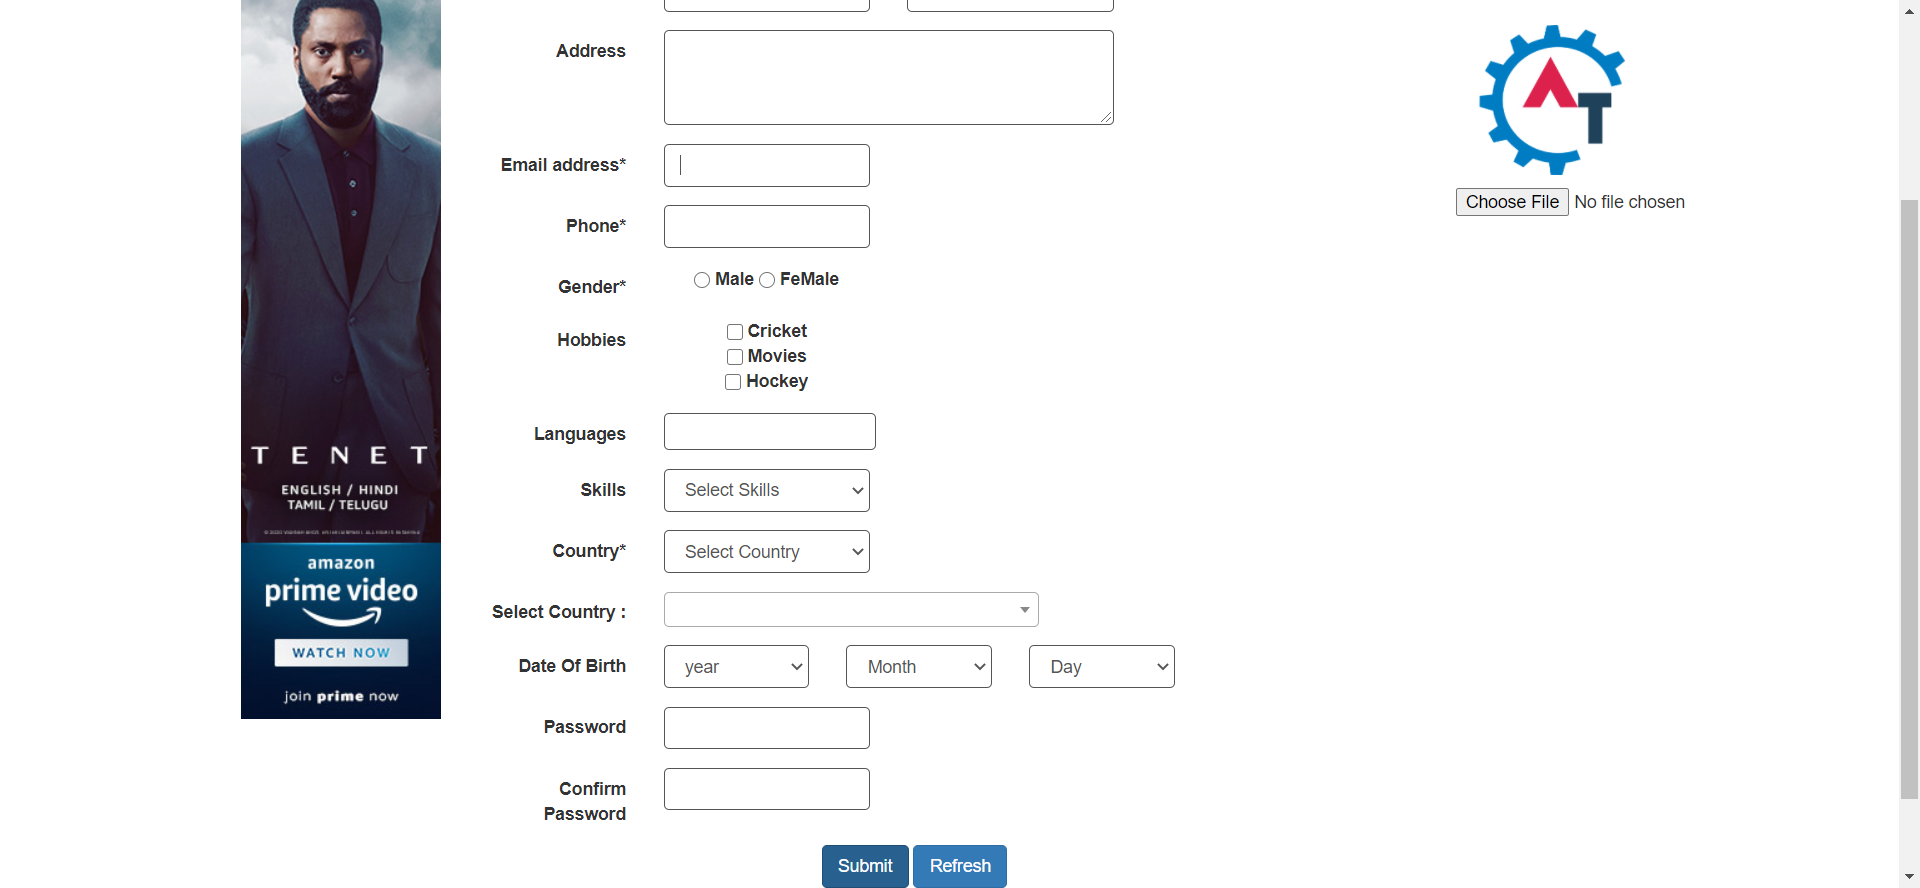 Address
Email address*
Phone*
Gender*
Male FeMale
Hobbies
Cricket
Movies
Hockey
Languages
Skills
Select Skills
Country*
Select Country
Select Country :
Date Of Birth
year Month Day
Password
Confirm
Password
Submit Refresh
TENET
ENGLISH / HINDI
TAMIL / TELUGU
amazon
prime video
WATCH NOW
join prime now
AT
Choose File No file chosen